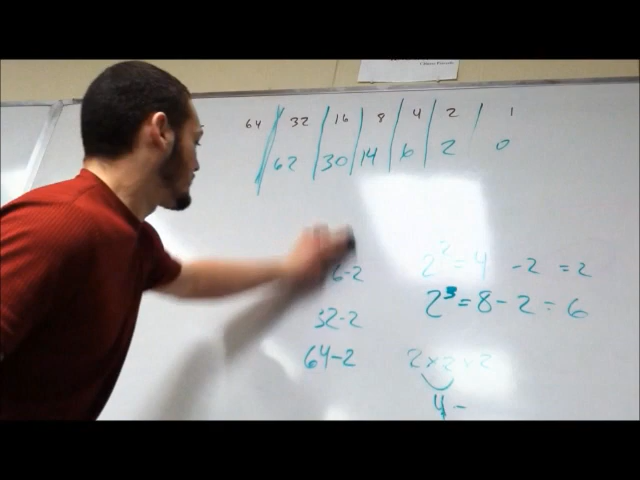 64 32 16 8 4 2 1
62 30 14 6 2 0
6-2
2² = 4 -2 = 2
32-2
2³ = 8 - 2 = 6
64-2
2 x 2 x 2
4 -